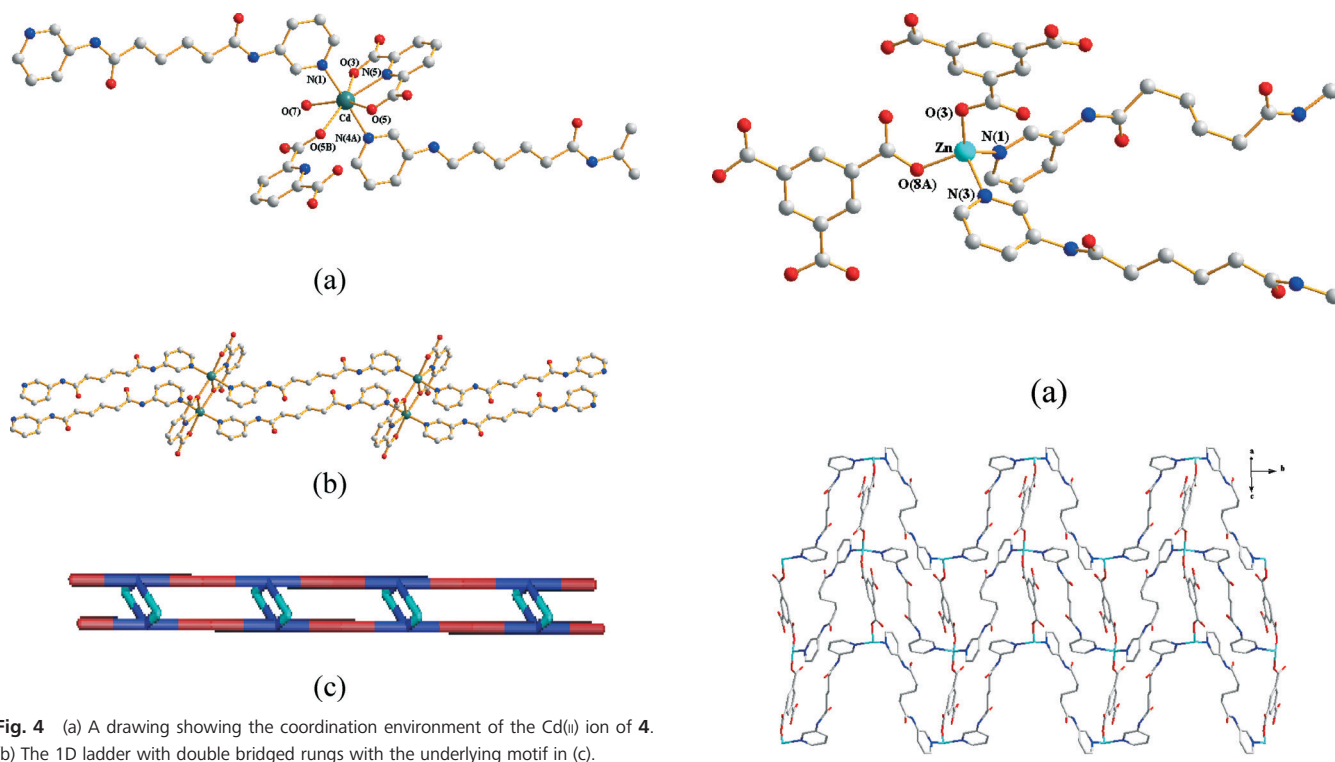 O(3)
N(5)
N(1)
O(7)
Cd
O(5)
N(4A)
O(5B)
(a)
(b)
(c)
Fig. 4 (a) A drawing showing the coordination environment of the Cd(II) ion of 4.
(b) The 1D ladder with double bridged rungs with the underlying motif in (c).
O(3)
N(1)
Zn
O(8A)
N(3)
(a)
a
b
c